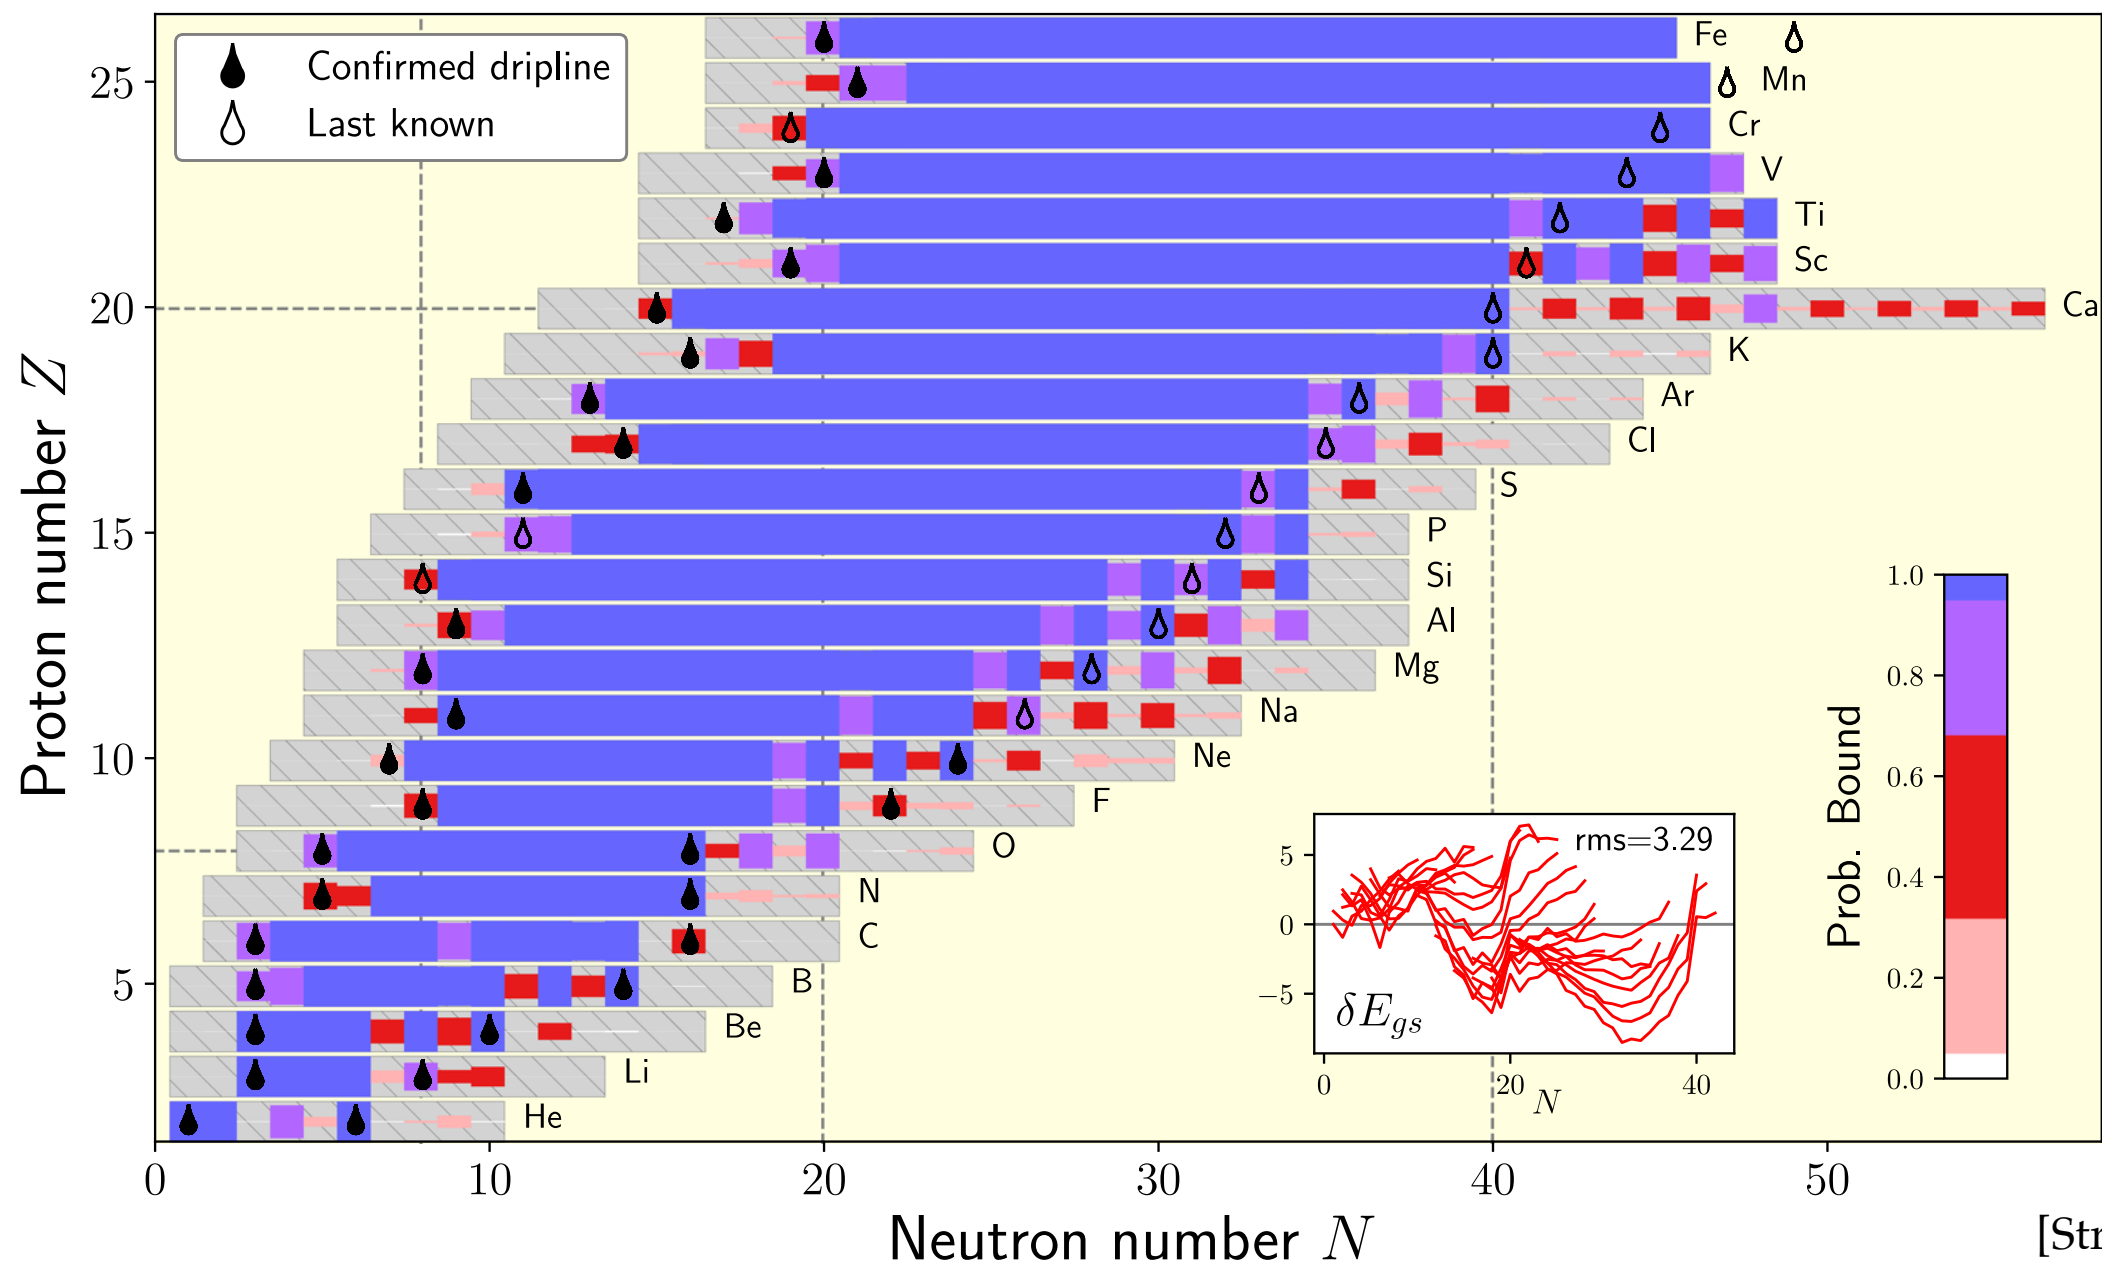 Confirmed dripline
Last known
Fe
Mn
Cr
V
Ti
Sc
Ca
K
Ar
Cl
S
P
Si
Al
Mg
Na
Ne
F
O
N
C
B
Be
Li
He
25
20
15
10
5
Proton number Z
0 10 20 30 40 50
Neutron number N
rms=3.29
5
0
−5
δE_gs
0 20 40
N
Prob. Bound
1.0
0.8
0.6
0.4
0.2
0.0
[Str